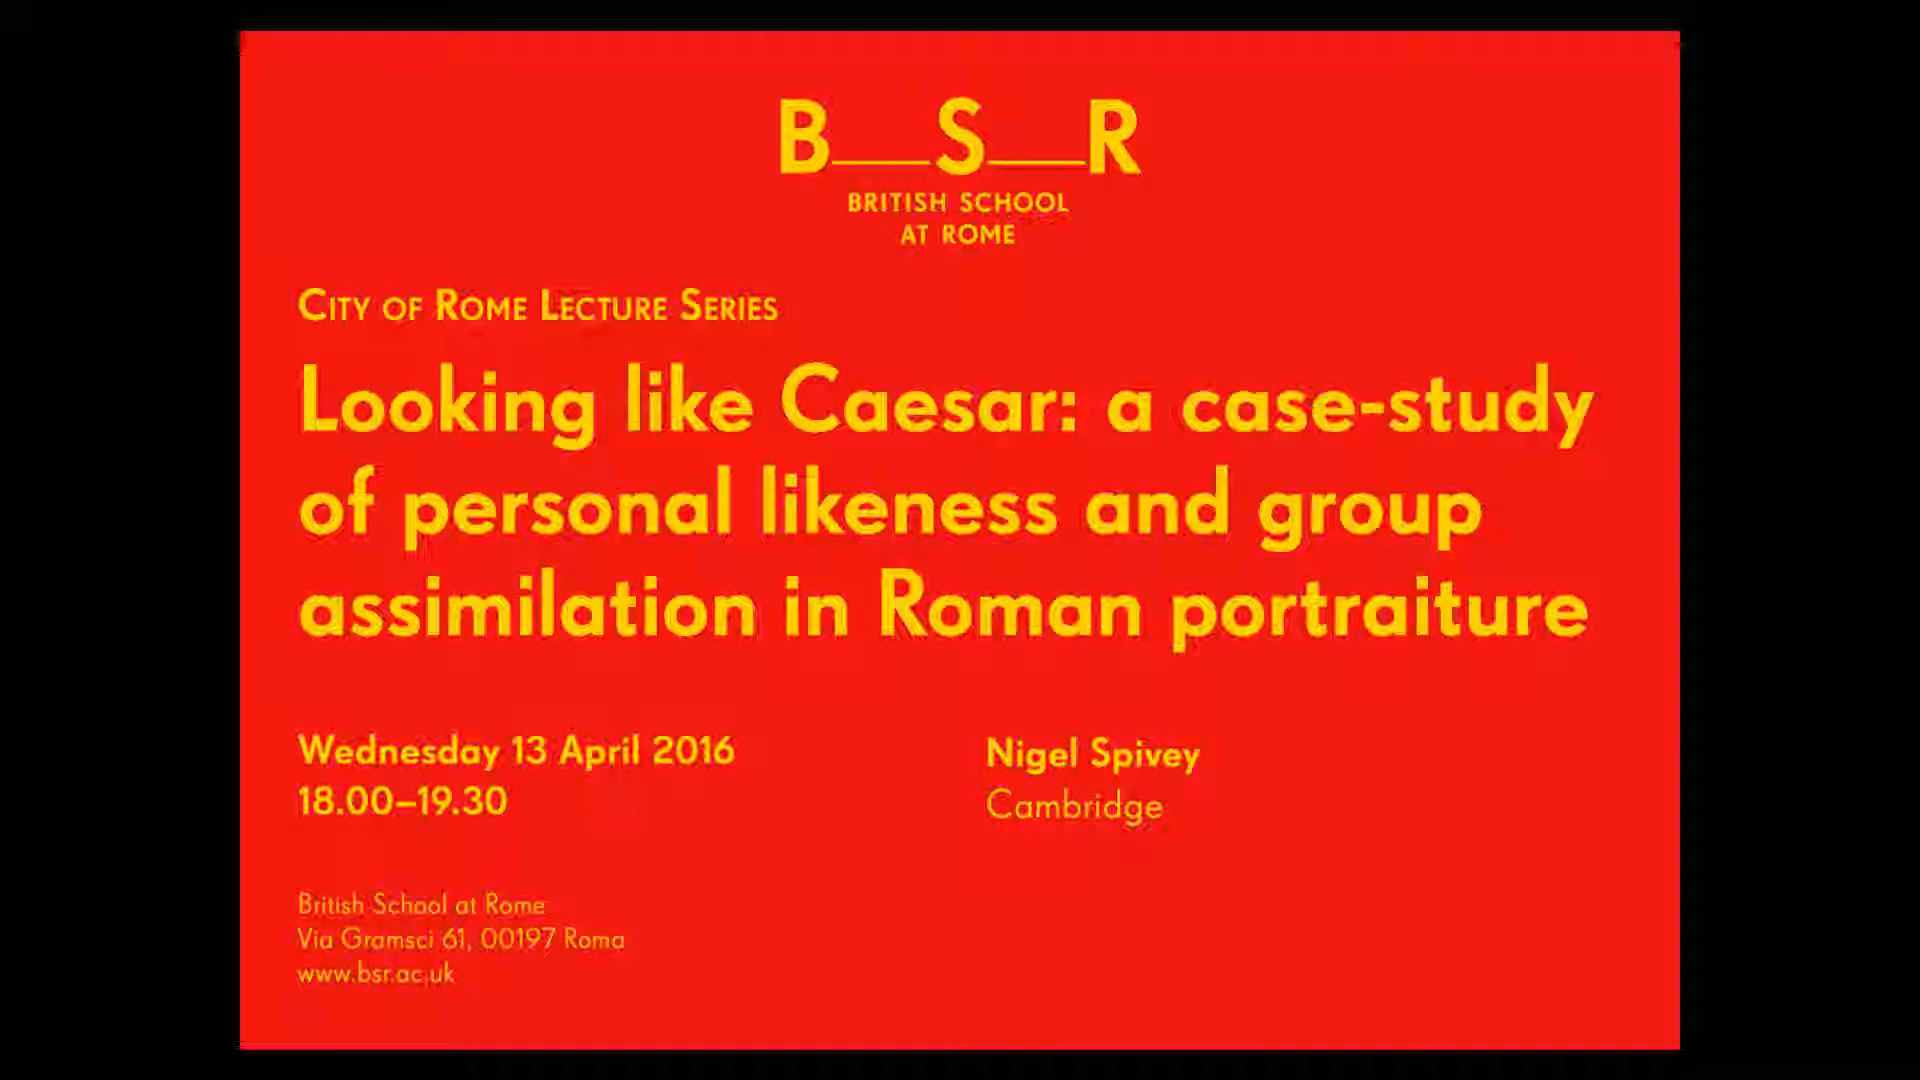 B__S__R
BRITISH SCHOOL
AT ROME
CITY OF ROME LECTURE SERIES
Looking like Caesar: a case-study
of personal likeness and group
assimilation in Roman portraiture
Wednesday 13 April 2016
18.00–19.30
Nigel Spivey
Cambridge
British School at Rome
Via Gramsci 61, 00197 Roma
www.bsr.ac.uk